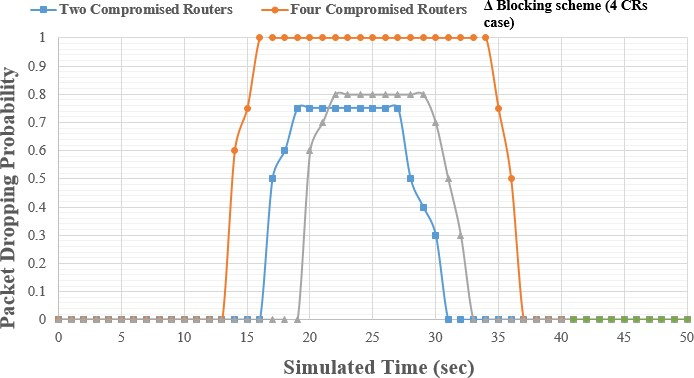 Two Compromised Routers
Four Compromised Routers
Δ Blocking scheme (4 CRs
case)
Packet Dropping Probability
1
0.9
0.8
0.7
0.6
0.5
0.4
0.3
0.2
0.1
0
0 5 10 15 20 25 30 35 40 45 50
Simulated Time (sec)